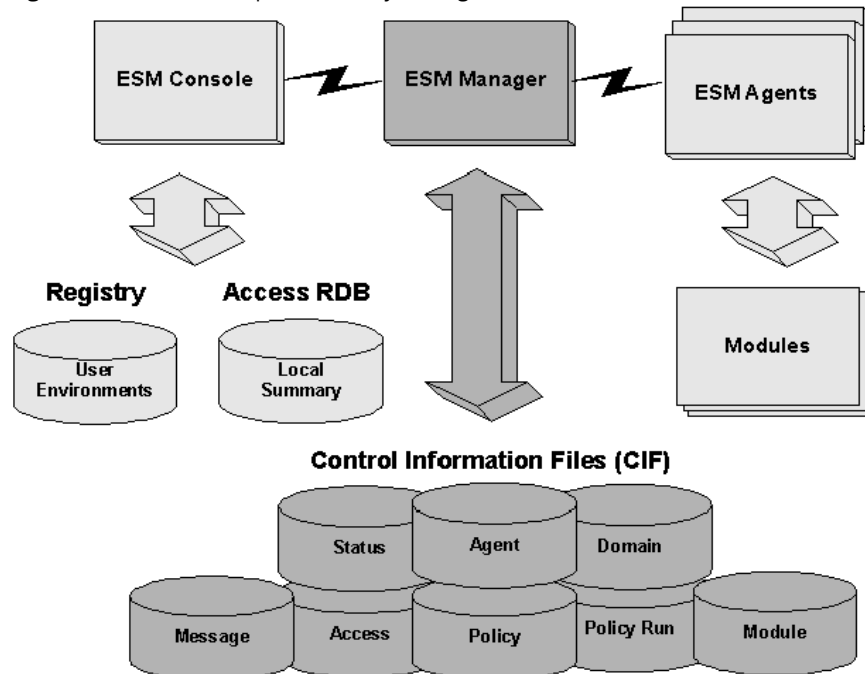 ESM Console
ESM Manager
ESM Agents
Registry
Access RDB
User
Environments
Local
Summary
Modules
Control Information Files (CIF)
Status
Agent
Domain
Message
Access
Policy
Policy Run
Module